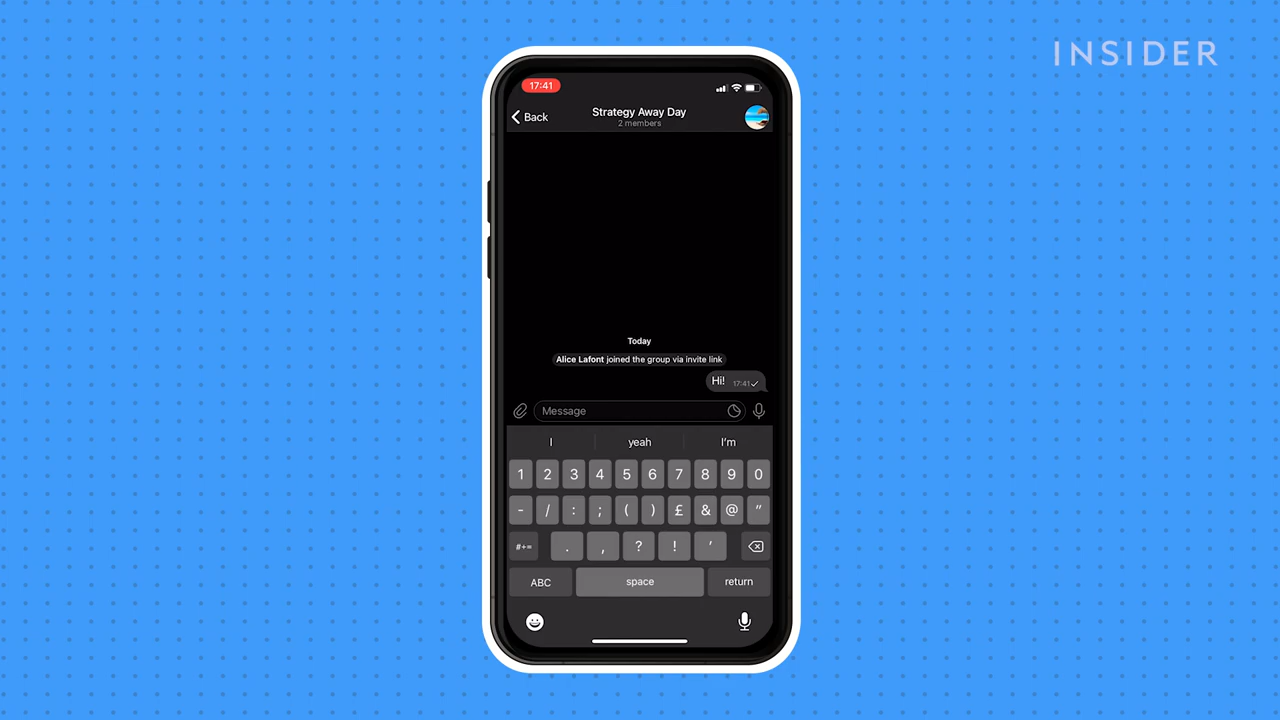 INSIDER
17:41
Back
Strategy Away Day
2 members
Today
Alice Lafont joined the group via invite link
Hi! 17:41
Message
I yeah I'm
1 2 3 4 5 6 7 8 9 0
- / : ; ( ) £ & @ "
#+= . , ? ! '
ABC space return